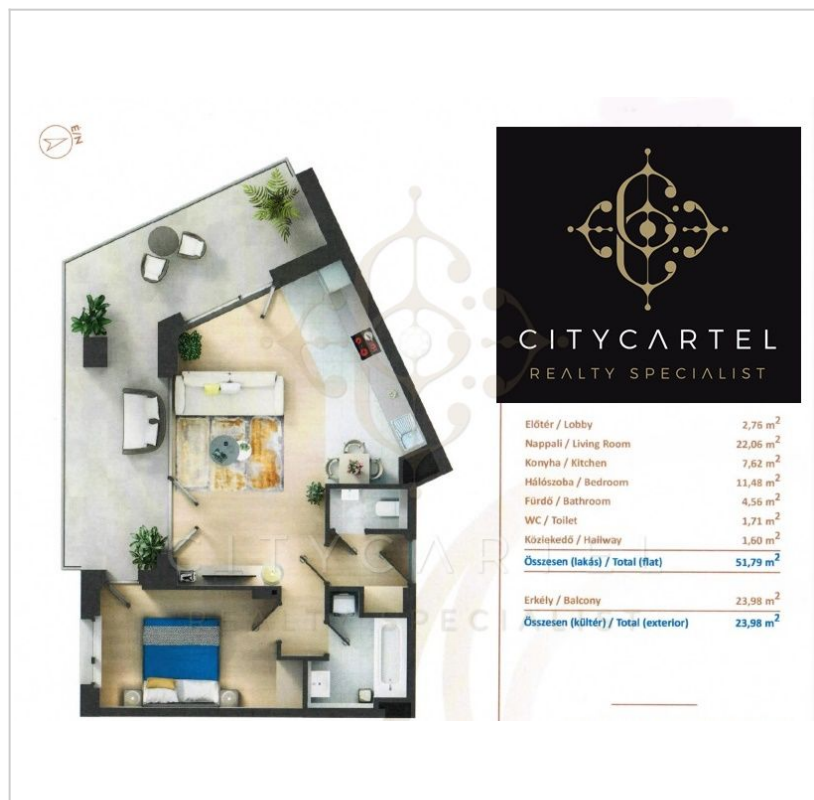 É/N
CITYCARTEL
REALTY SPECIALIST
Előtér / Lobby 2,76 m²
Nappali / Living Room 22,06 m²
Konyha / Kitchen 7,62 m²
Hálószoba / Bedroom 11,48 m²
Fürdő / Bathroom 4,56 m²
WC / Toilet 1,71 m²
Közlekedő / Hallway 1,60 m²
Összesen (lakás) / Total (flat) 51,79 m²
Erkély / Balcony 23,98 m²
Összesen (kültér) / Total (exterior) 23,98 m²
CITYCARTEL
REALTY SPECIALIST